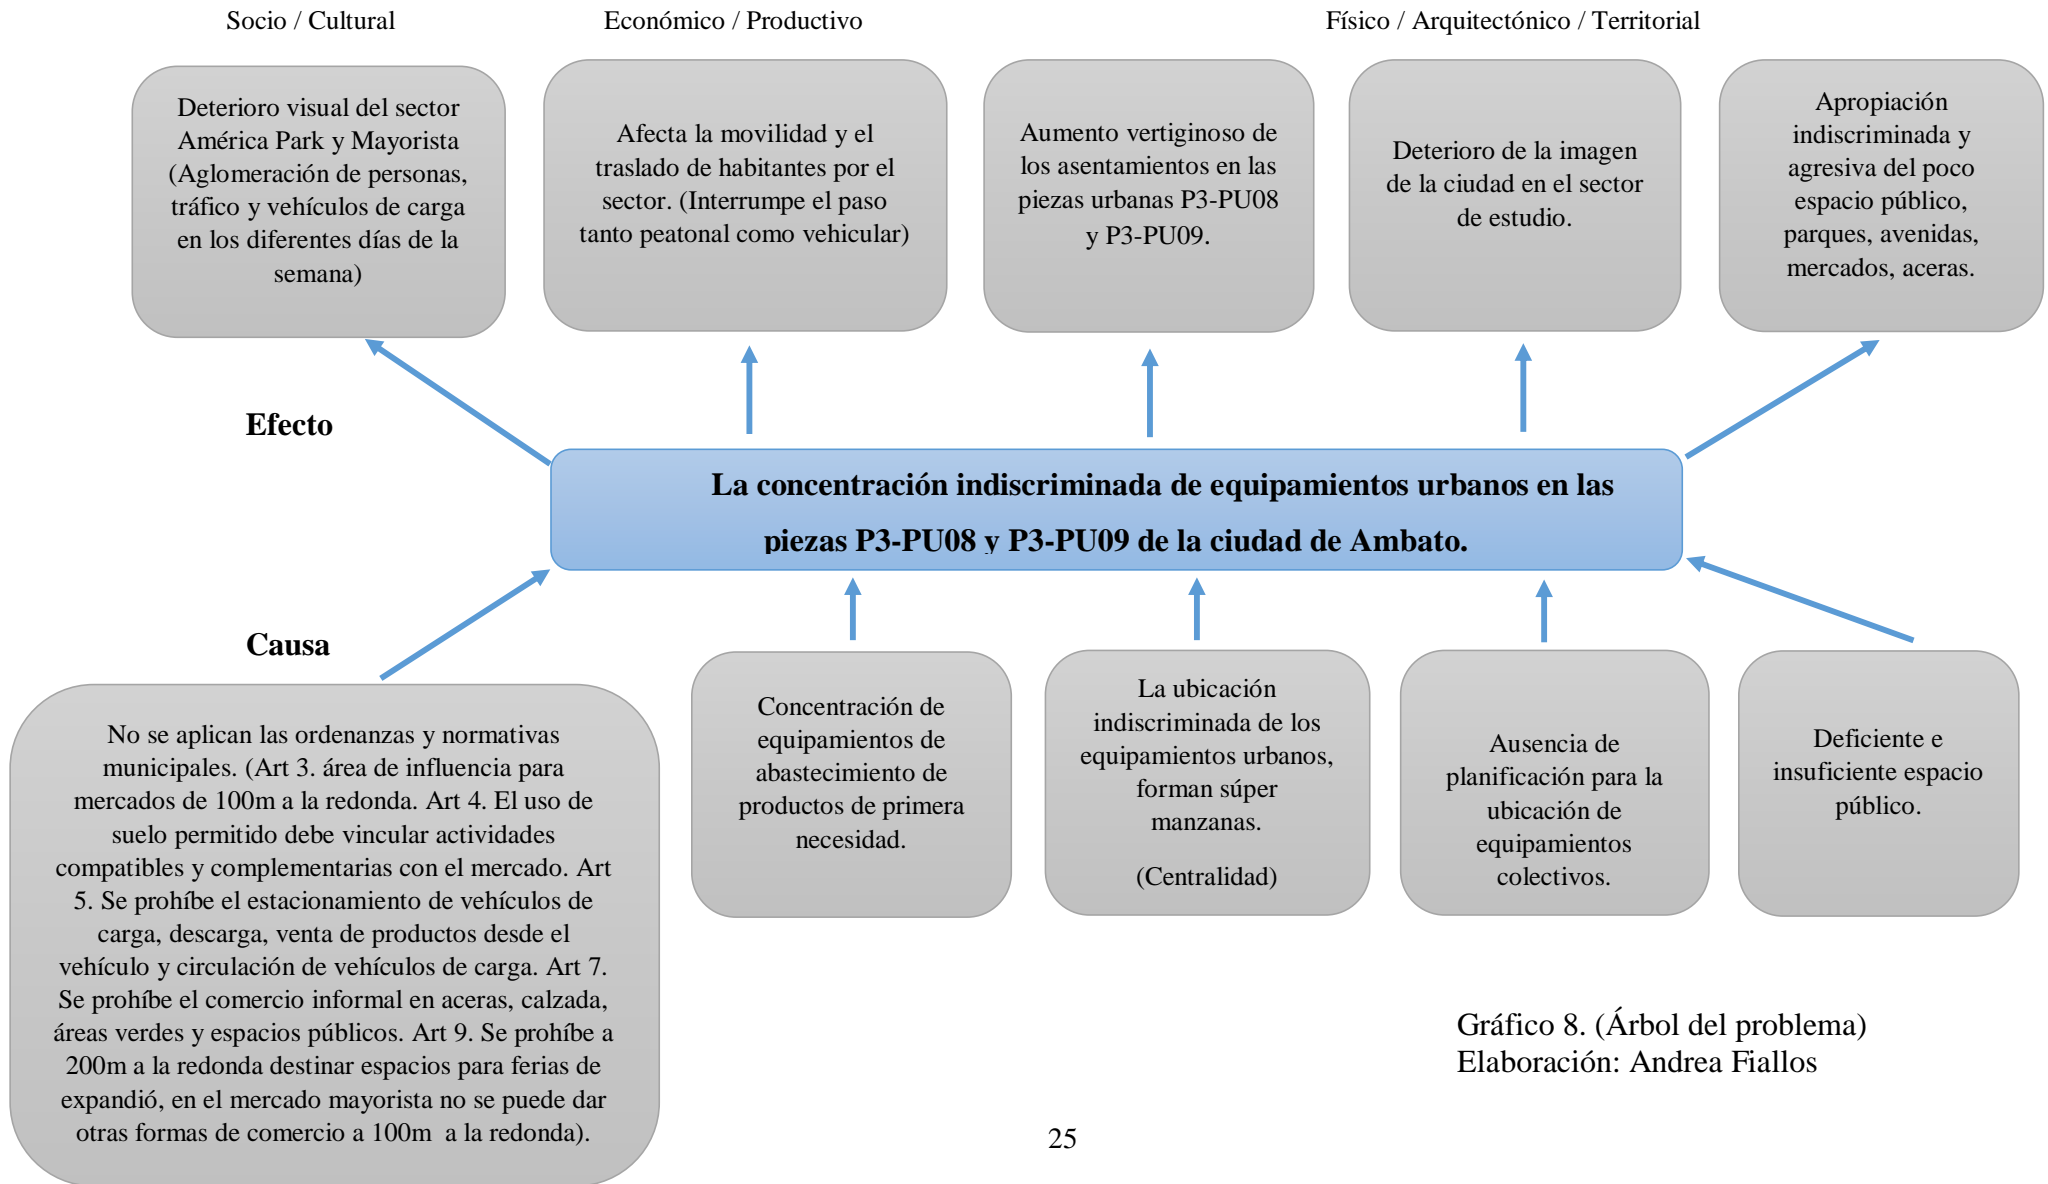 Socio / Cultural
Económico / Productivo
Físico / Arquitectónico / Territorial
Deterioro visual del sector
América Park y Mayorista
(Aglomeración de personas,
tráfico y vehículos de carga
en los diferentes días de la
semana)
Afecta la movilidad y el
traslado de habitantes por el
sector. (Interrumpe el paso
tanto peatonal como vehicular)
Aumento vertiginoso de
los asentamientos en las
piezas urbanas P3-PU08
y P3-PU09.
Deterioro de la imagen
de la ciudad en el sector
de estudio.
Apropiación
indiscriminada y
agresiva del poco
espacio público,
parques, avenidas,
mercados, aceras.
Efecto
La concentración indiscriminada de equipamientos urbanos en las
piezas P3-PU08 y P3-PU09 de la ciudad de Ambato.
Causa
No se aplican las ordenanzas y normativas
municipales. (Art 3. área de influencia para
mercados de 100m a la redonda. Art 4. El uso de
suelo permitido debe vincular actividades
compatibles y complementarias con el mercado. Art
5. Se prohíbe el estacionamiento de vehículos de
carga, descarga, venta de productos desde el
vehículo y circulación de vehículos de carga. Art 7.
Se prohíbe el comercio informal en aceras, calzada,
áreas verdes y espacios públicos. Art 9. Se prohíbe a
200m a la redonda destinar espacios para ferias de
expandió, en el mercado mayorista no se puede dar
otras formas de comercio a 100m a la redonda).
Concentración de
equipamientos de
abastecimiento de
productos de primera
necesidad.
La ubicación
indiscriminada de los
equipamientos urbanos,
forman súper
manzanas.
(Centralidad)
Ausencia de
planificación para la
ubicación de
equipamientos
colectivos.
Deficiente e
insuficiente espacio
público.
Gráfico 8. (Árbol del problema)
Elaboración: Andrea Fiallos
25